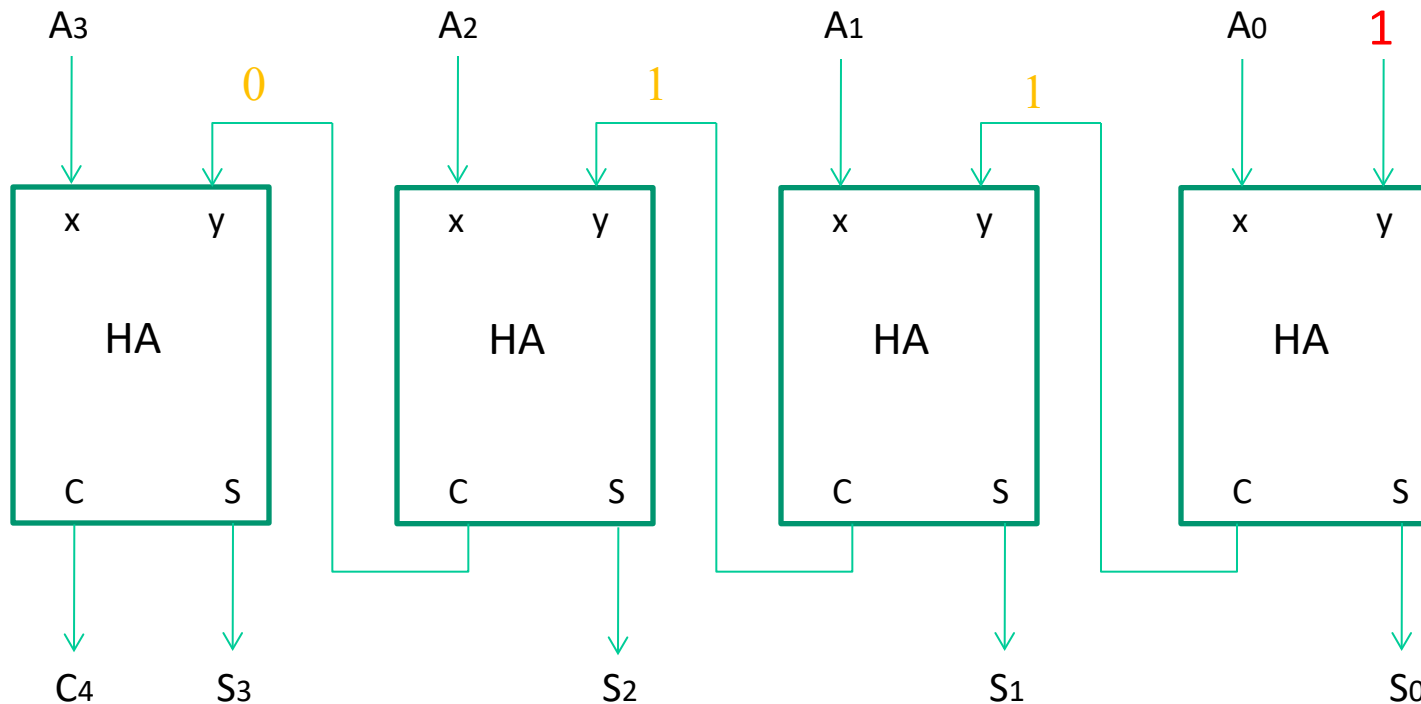 A3 A2 A1 A0 1
0 1 1
x y x y x y x y
HA HA HA HA
C S C S C S C S
C4 S3 S2 S1 S0